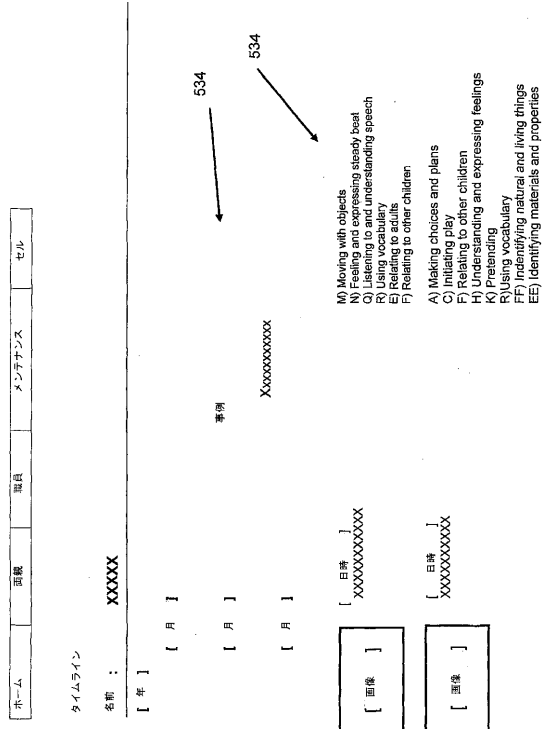 ホーム 両親 職員 メンテナンス セル
タイムライン
名前 : XXXXX
[ 年 ]
[ 月 ]
534
[ 月 ] 事例
534
[ 月 ] Xxxxxxxxxxx
[ 画像 ]
[ 日時 ]
XXXXXXXXXXXX
M) Moving with objects
N) Feeling and expressing steady beat
Q) Listening to and understanding speech
R) Using vocabulary
E) Relating to adults
F) Relating to other children
[ 画像 ]
[ 日時 ]
XXXXXXXXXXX
A) Making choices and plans
C) Initiating play
F) Relating to other children
H) Understanding and expressing feelings
K) Pretending
R)Using vocabulary
FF) Indentifying natural and living things
EE) Identifying materials and properties